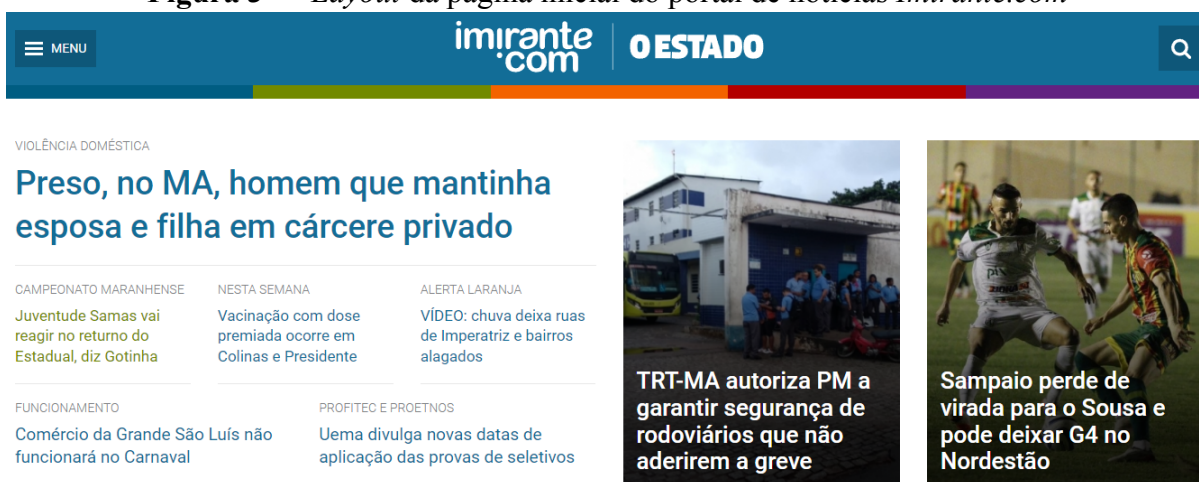 Figura 3 — Layout da página inicial do portal de notícias Imirante.com
MENU
imirante
.com
O ESTADO
VIOLÊNCIA DOMÉSTICA
Preso, no MA, homem que mantinha
esposa e filha em cárcere privado
CAMPEONATO MARANHENSE
Juventude Samas vai
reagir no returno do
Estadual, diz Gotinha
NESTA SEMANA
Vacinação com dose
premiada ocorre em
Colinas e Presidente
ALERTA LARANJA
VÍDEO: chuva deixa ruas
de Imperatriz e bairros
alagados
FUNCIONAMENTO
Comércio da Grande São Luís não
funcionará no Carnaval
PROFITEC E PROETNOS
Uema divulga novas datas de
aplicação das provas de seletivos
TRT-MA autoriza PM a
garantir segurança de
rodoviários que não
aderirem a greve
Sampaio perde de
virada para o Sousa e
pode deixar G4 no
Nordestão